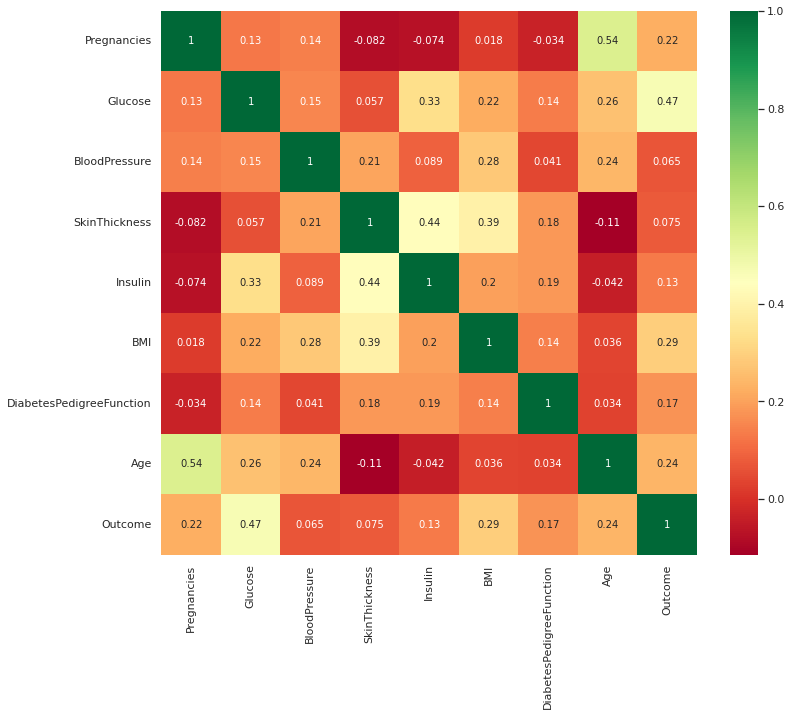 Pregnancies 1 0.13 0.14 -0.082 -0.074 0.018 -0.034 0.54 0.22
Glucose 0.13 1 0.15 0.057 0.33 0.22 0.14 0.26 0.47
BloodPressure 0.14 0.15 1 0.21 0.089 0.28 0.041 0.24 0.065
SkinThickness -0.082 0.057 0.21 1 0.44 0.39 0.18 -0.11 0.075
Insulin -0.074 0.33 0.089 0.44 1 0.2 0.19 -0.042 0.13
BMI 0.018 0.22 0.28 0.39 0.2 1 0.14 0.036 0.29
DiabetesPedigreeFunction -0.034 0.14 0.041 0.18 0.19 0.14 1 0.034 0.17
Age 0.54 0.26 0.24 -0.11 -0.042 0.036 0.034 1 0.24
Outcome 0.22 0.47 0.065 0.075 0.13 0.29 0.17 0.24 1
Pregnancies
Glucose
BloodPressure
SkinThickness
Insulin
BMI
DiabetesPedigreeFunction
Age
Outcome
1.0
0.8
0.6
0.4
0.2
0.0